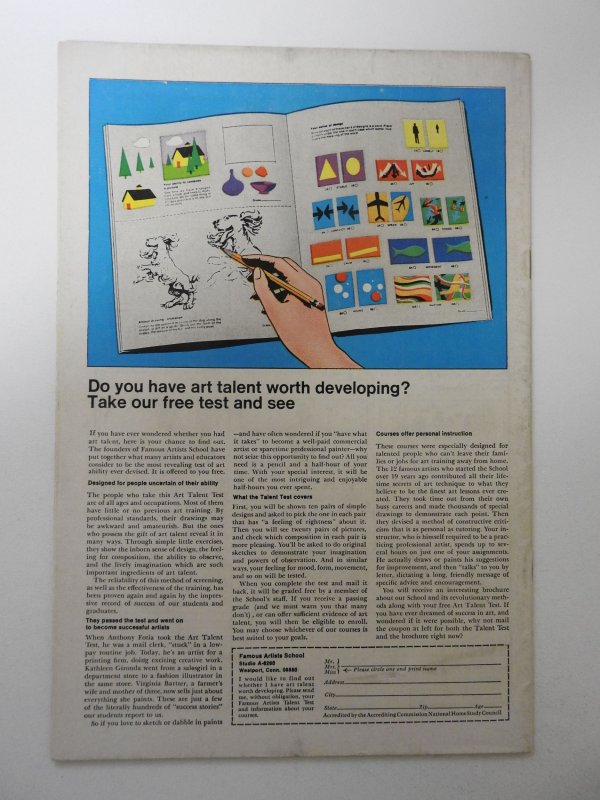 Do you have art talent worth developing?
Take our free test and see
If you have ever wondered whether you had
art talent, here is your chance to find out.
The founders of Famous Artists School have
put together what many artists and educators
consider to be the most revealing test of art
ability ever devised. It is offered to you free.
Designed for people uncertain of their ability
The people who take this Art Talent Test
are of all ages and occupations. Most of them
have little or no previous art training. By
professional standards, their drawings may
be awkward and amateurish. But the ones
who possess the gift of art talent reveal it in
many ways. Through simple little exercises,
they show the inborn sense of design, the feel-
ing for composition, the ability to observe,
and the lively imagination which are such
important ingredients of art talent.
The reliability of this method of screening,
as well as the effectiveness of the training, has
been proven again and again by the impres-
sive record of success of our students and
graduates.
They passed the test and went on
to become successful artists
When Anthony Fotia took the Art Talent
Test, he was a mail clerk, "stuck" in a low-
pay routine job. Today, he's an artist for a
printing firm, doing exciting creative work.
Kathleen Gironda went from a salesgirl in a
department store to a fashion illustrator in
the same store. Virginia Bartter, a farmer's
wife and mother of three, now sells just about
everything she paints. These are just a few
of the literally hundreds of "success stories"
our students report to us.
So if you love to sketch or dabble in paints
—and have often wondered if you "have what
it takes" to become a well-paid commercial
artist or sparetime professional painter—why
not seize this opportunity to find out? All you
need is a pencil and a half-hour of your
time. With your special interest, it will be
one of the most intriguing and enjoyable
half-hours you ever spent.
What the Talent Test covers
First, you will be shown ten pairs of simple
designs and asked to pick the one in each pair
that has "a feeling of rightness" about it.
Then you will see twenty pairs of pictures,
and check which composition in each pair is
more pleasing. You'll be asked to do original
sketches to demonstrate your imagination
and powers of observation. And in similar
ways, your feeling for mood, form, movement,
and so on will be tested.
When you complete the test and mail it
back, it will be graded free by a member of
the School's staff. If you receive a passing
grade (and we must warn you that many
don't), or can offer sufficient evidence of art
talent, you will then be eligible to enroll.
You may choose whichever of our courses is
best suited to your goals.
Courses offer personal instruction
These courses were especially designed for
talented people who can't leave their fami-
lies or jobs for art training away from home.
The 12 famous artists who started the School
over 19 years ago contributed all their life-
time secrets of art technique to what they
believe to be the finest art lessons ever cre-
ated. They took time out from their own
busy careers and made thousands of special
drawings to demonstrate each point. Then
they devised a method of constructive criti-
cism that is as personal as tutoring. Your in-
structor, who is himself required to be a prac-
ticing professional artist, spends up to sev-
eral hours on just one of your assignments.
He actually draws or paints his suggestions
for improvement, and then "talks" to you by
letter, dictating a long, friendly message of
specific advice and encouragement.
You will receive an interesting brochure
about our School and its revolutionary meth-
ods along with your free Art Talent Test. If
you have ever dreamed of success in art, and
wondered if it were possible, why not mail
the coupon at left for both the Talent Test
and the brochure right now?
Famous Artists School
Studio A-6260
Westport, Conn. 06880
I would like to find out
whether I have art talent
worth developing. Please send
me, without obligation, your
Famous Artists Talent Test
and information about your
courses.
Mr.
Mrs.
Miss
Please circle one and print name
Address
City
State Zip Age
Accredited by the Accrediting Commission National Home Study Council